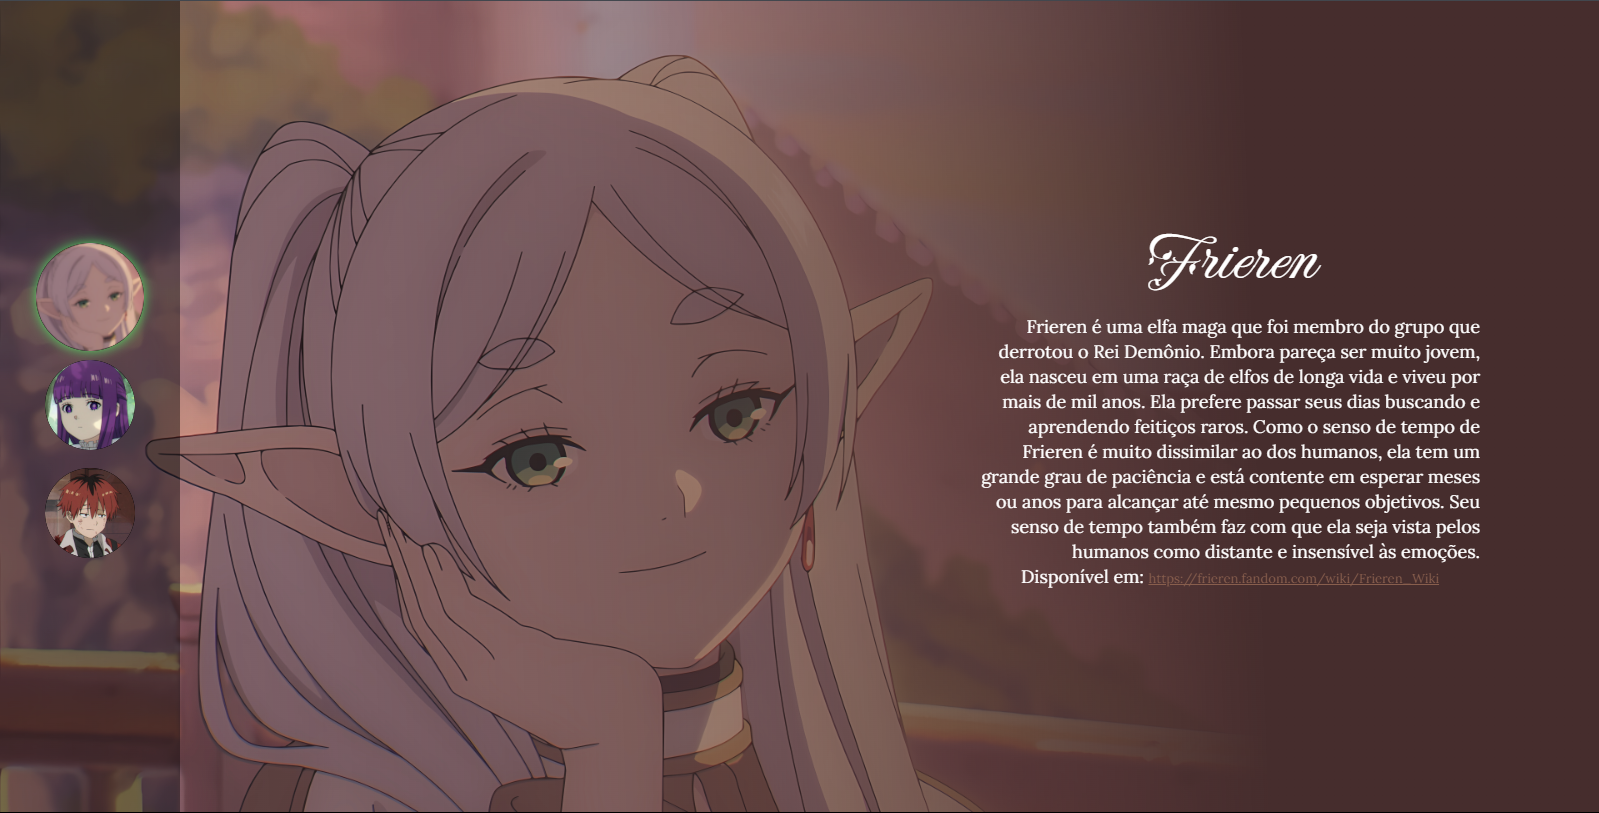 Frieren
Frieren é uma elfa maga que foi membro do grupo que
derrotou o Rei Demônio. Embora pareça ser muito jovem,
ela nasceu em uma raça de elfos de longa vida e viveu por
mais de mil anos. Ela prefere passar seus dias buscando e
aprendendo feitiços raros. Como o senso de tempo de
Frieren é muito dissimilar ao dos humanos, ela tem um
grande grau de paciência e está contente em esperar meses
ou anos para alcançar até mesmo pequenos objetivos. Seu
senso de tempo também faz com que ela seja vista pelos
humanos como distante e insensível às emoções.
Disponível em: https://frieren.fandom.com/wiki/Frieren_Wiki